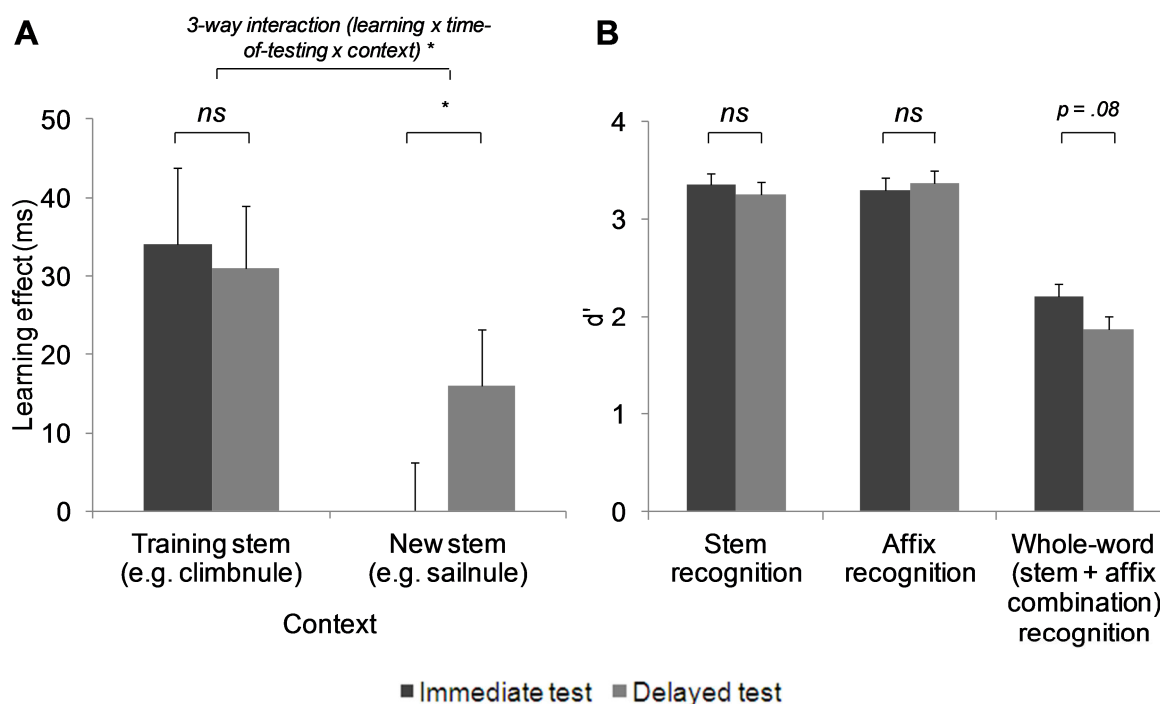 A
3-way interaction (learning x time-
of-testing x context) *
ns
*
50
40
30
20
10
0
Learning effect (ms)
Training stem
(e.g. climbnule)
New stem
(e.g. sailnule)
Context
B
ns
ns
p = .08
4
3
2
1
0
d'
Stem
recognition
Affix
recognition
Whole-word
(stem + affix
combination)
recognition
Immediate test
Delayed test